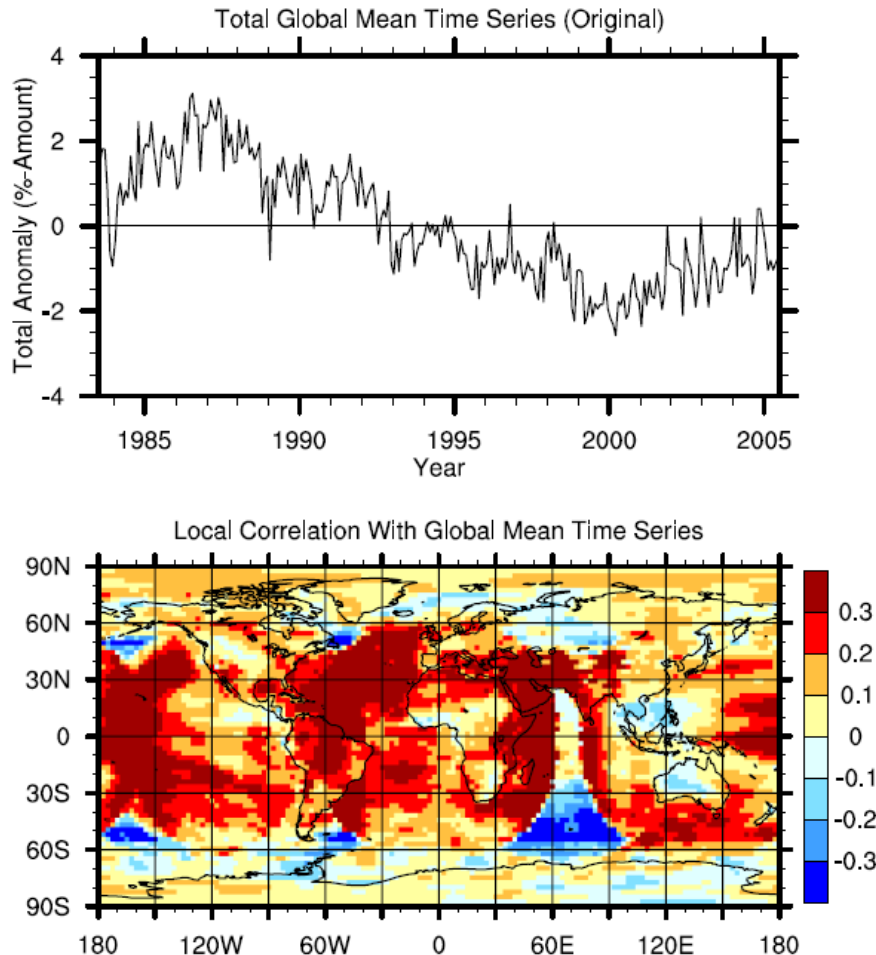 Total Global Mean Time Series (Original)
Total Anomaly (%-Amount)
4
2
0
-2
-4
1985 1990 1995 2000 2005
Year
Local Correlation With Global Mean Time Series
90N
60N
30N
0
30S
60S
90S
180 120W 60W 0 60E 120E 180
0.3
0.2
0.1
0
-0.1
-0.2
-0.3